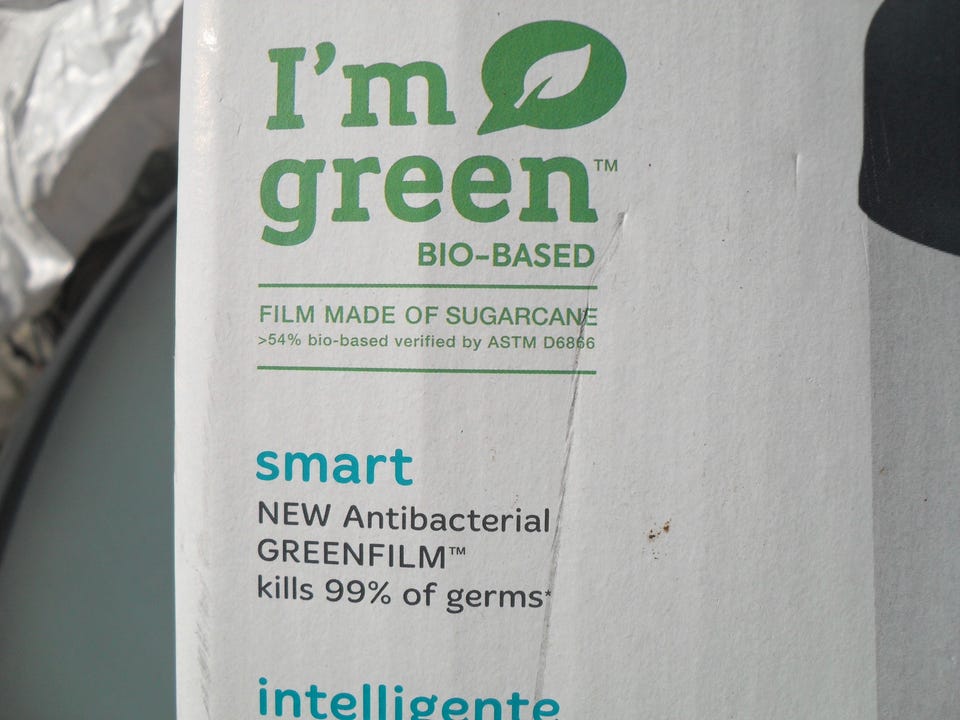 I'm
green™
BIO-BASED
FILM MADE OF SUGARCANE
>54% bio-based verified by ASTM D6866
smart
NEW Antibacterial
GREENFILM™
kills 99% of germs*
intelligente